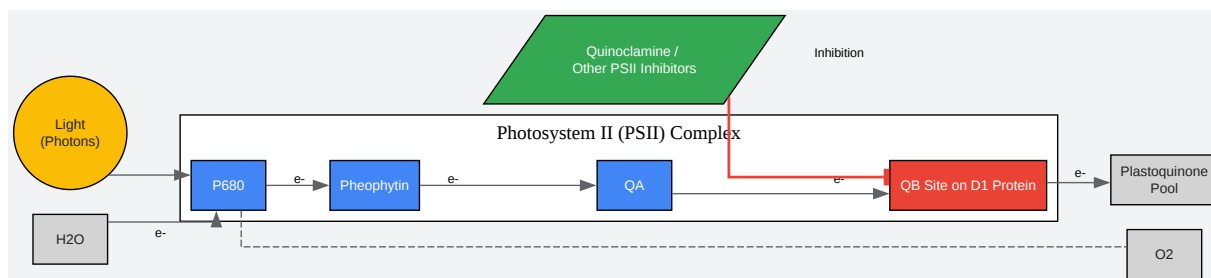 Quinoclamine /
Other PSII Inhibitors
Inhibition
Light
(Photons)
Photosystem II (PSII) Complex
P680
e-
Pheophytin
e-
QA
e-
QB Site on D1 Protein
e-
Plastoquinone
Pool
H2O
e-
O2